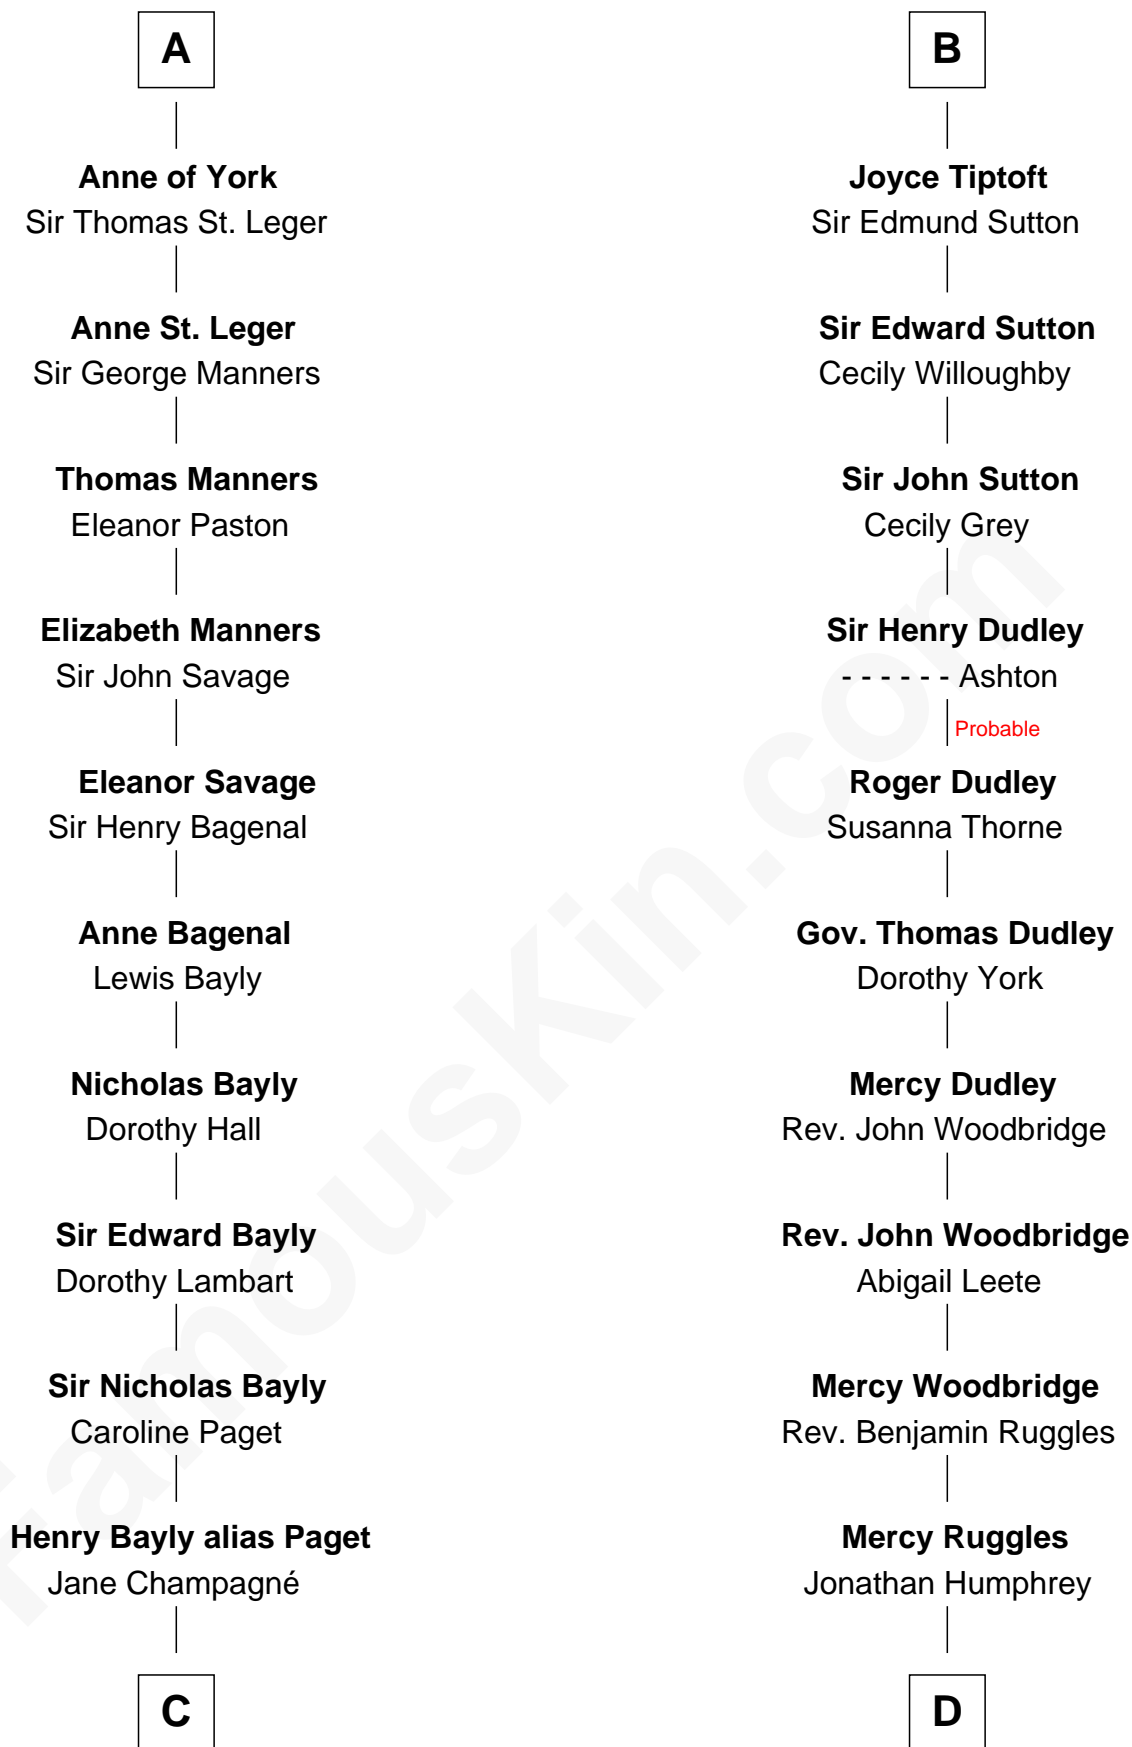 A
Anne of York
Sir Thomas St. Leger
Anne St. Leger
Sir George Manners
Thomas Manners
Eleanor Paston
Elizabeth Manners
Sir John Savage
Eleanor Savage
Sir Henry Bagenal
Anne Bagenal
Lewis Bayly
Nicholas Bayly
Dorothy Hall
Sir Edward Bayly
Dorothy Lambart
Sir Nicholas Bayly
Caroline Paget
Henry Bayly alias Paget
Jane Champagné
C
B
Joyce Tiptoft
Sir Edmund Sutton
Sir Edward Sutton
Cecily Willoughby
Sir John Sutton
Cecily Grey
Sir Henry Dudley
- - - - - - Ashton
Probable
Roger Dudley
Susanna Thorne
Gov. Thomas Dudley
Dorothy York
Mercy Dudley
Rev. John Woodbridge
Rev. John Woodbridge
Abigail Leete
Mercy Woodbridge
Rev. Benjamin Ruggles
Mercy Ruggles
Jonathan Humphrey
D
FamousKin.com